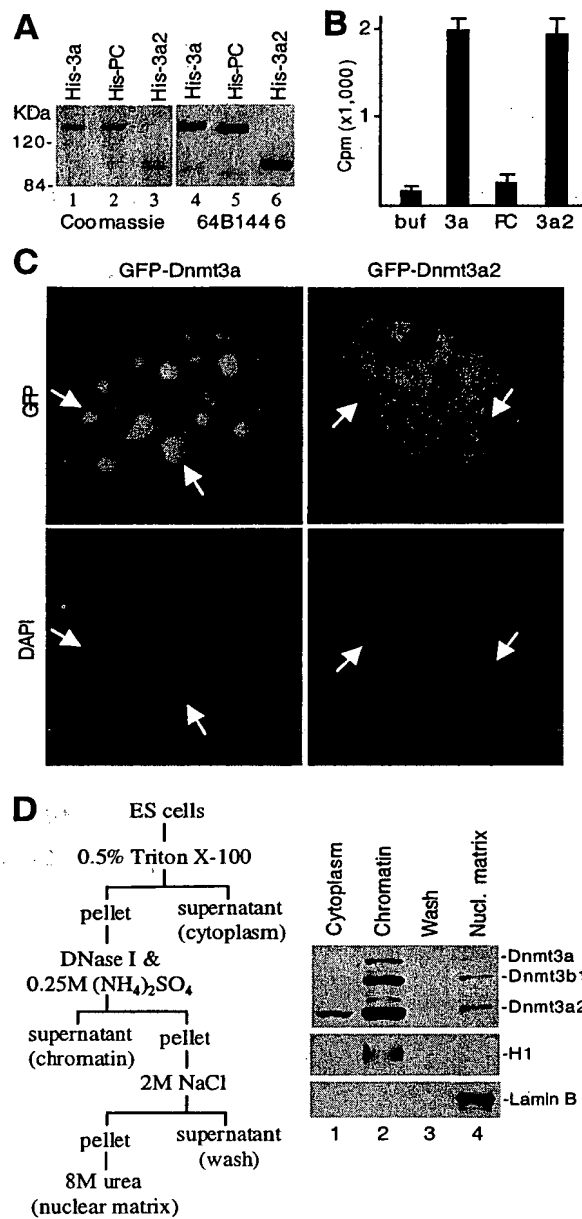 A
His-3a
His-PC
His-3a2
His-3a
His-PC
His-3a2
KDa
120-
84-
1 2 3 4 5 6
Coomassie 64B1446
B
Cpm (x1,000)
2
1
buf 3a PC 3a2
C
GFP-Dnmt3a GFP-Dnmt3a2
GFP
DAPI
D
ES cells
0.5% Triton X-100
pellet supernatant
(cytoplasm)
DNase I &
0.25M (NH4)2SO4
supernatant pellet
(chromatin)
2M NaCl
pellet supernatant
(wash)
8M urea
(nuclear matrix)
Cytoplasm
Chromatin
Wash
Nucl. matrix
-Dnmt3a
-Dnmt3b1
-Dnmt3a2
-H1
-Lamin B
1 2 3 4